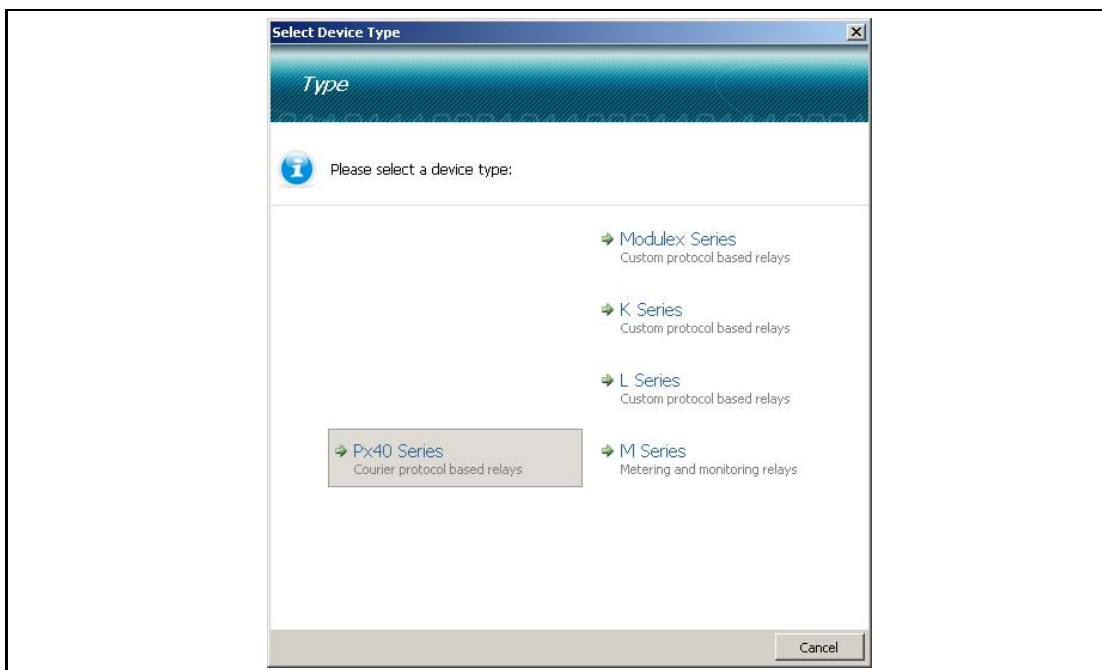 Select Device Type
Type
Please select a device type:
Modulex Series
Custom protocol based relays
K Series
Custom protocol based relays
L Series
Custom protocol based relays
Px40 Series
Courier protocol based relays
M Series
Metering and monitoring relays
Cancel